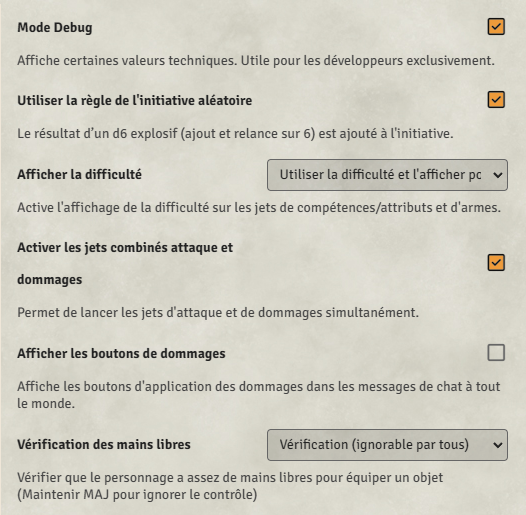 Mode Debug
Affiche certaines valeurs techniques. Utile pour les développeurs exclusivement.
Utiliser la règle de l'initiative aléatoire
Le résultat d’un d6 explosif (ajout et relance sur 6) est ajouté à l'initiative.
Afficher la difficulté
Utiliser la difficulté et l'afficher pc
Active l'affichage de la difficulté sur les jets de compétences/attributs et d'armes.
Activer les jets combinés attaque et
dommages
Permet de lancer les jets d'attaque et de dommages simultanément.
Afficher les boutons de dommages
Affiche les boutons d'application des dommages dans les messages de chat à tout
le monde.
Vérification des mains libres
Vérification (ignorable par tous)
Vérifier que le personnage a assez de mains libres pour équiper un objet
(Maintenir MAJ pour ignorer le contrôle)